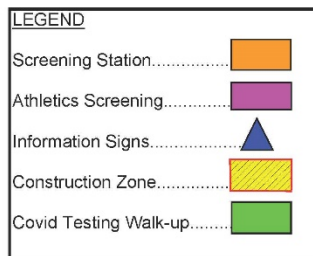 LEGEND
Screening Station.................
Athletics Screening...............
Information Signs..................
Construction Zone..............
Covid Testing Walk-up........